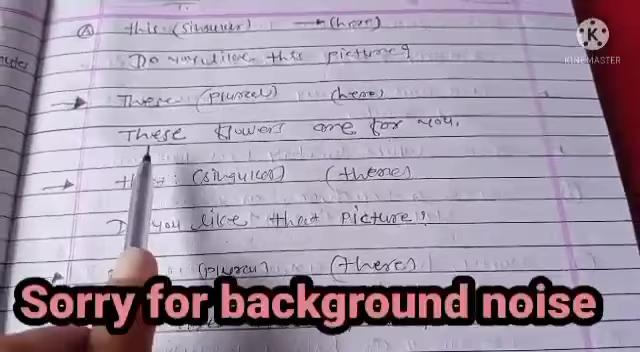 Ⓐ this (singular) → (here)
KINEMASTER
Do you like this picture?
→ These (plural) (here)
These flowers are for you.
→ (singular) (there)
you like that picture?
(plural) (there)
Sorry for background noise